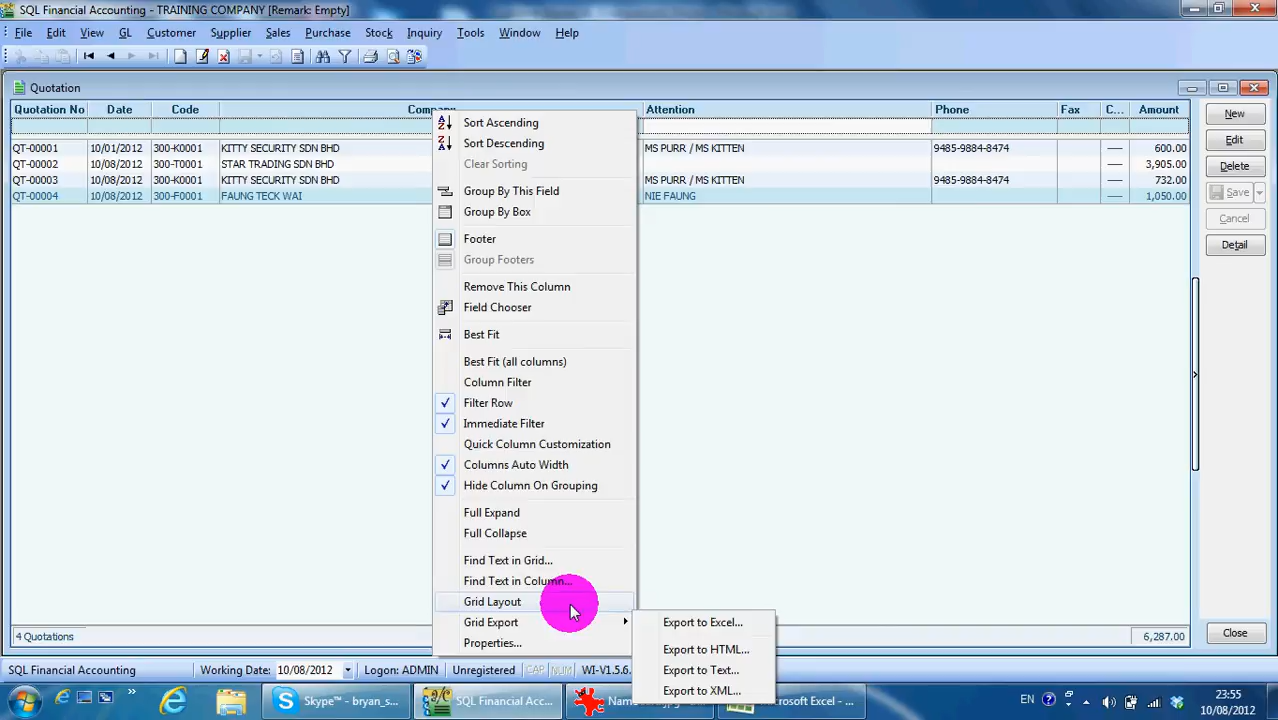 SQL Financial Accounting - TRAINING COMPANY [Remark: Empty]
File Edit View GL Customer Supplier Sales Purchase Stock Inquiry Tools Window Help
Quotation
Quotation No Date Code Company Attention Phone Fax C... Amount
QT-00001 10/01/2012 300-K0001 KITTY SECURITY SDN BHD MS PURR / MS KITTEN 9485-9884-8474 600.00
QT-00002 10/08/2012 300-T0001 STAR TRADING SDN BHD 3,905.00
QT-00003 10/08/2012 300-K0001 KITTY SECURITY SDN BHD MS PURR / MS KITTEN 9485-9884-8474 732.00
QT-00004 10/08/2012 300-F0001 FAUNG TECK WAI NIE FAUNG 1,050.00
Sort Ascending
Sort Descending
Clear Sorting
Group By This Field
Group By Box
Footer
Group Footers
Remove This Column
Field Chooser
Best Fit
Best Fit (all columns)
Column Filter
Filter Row
Immediate Filter
Quick Column Customization
Columns Auto Width
Hide Column On Grouping
Full Expand
Full Collapse
Find Text in Grid...
Find Text in Column...
Grid Layout
Grid Export
Properties...
Export to Excel...
Export to HTML...
Export to Text...
Export to XML...
New
Edit
Delete
Save
Cancel
Detail
Close
4 Quotations 6,287.00
SQL Financial Accounting Working Date: 10/08/2012 Logon: ADMIN Unregistered CAP NUM WI-V1.5.6.
Skype™ - bryan_s... SQL Financial Acc... Microsoft Excel - ... EN 23:55
10/08/2012